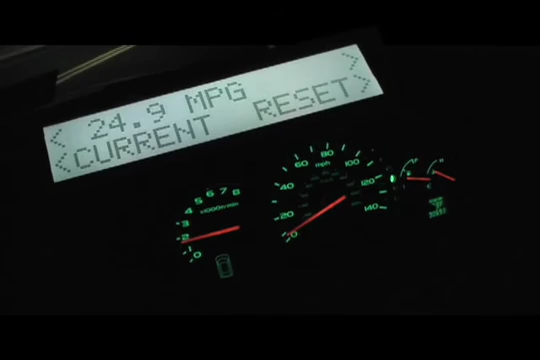 < 24.9 MPG >
< CURRENT RESET >
4 5 6 7 8
x1000r/min
3
2
0
60 80 100
mph
40 120
20 140
0
F
E
H
C